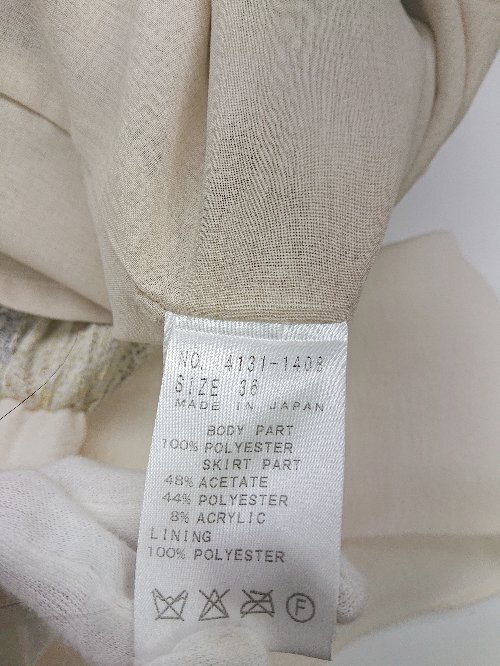 NO. 4131-1408
SIZE 36
MADE IN JAPAN
BODY PART
100% POLYESTER
SKIRT PART
48% ACETATE
44% POLYESTER
8% ACRYLIC
LINING
100% POLYESTER
F